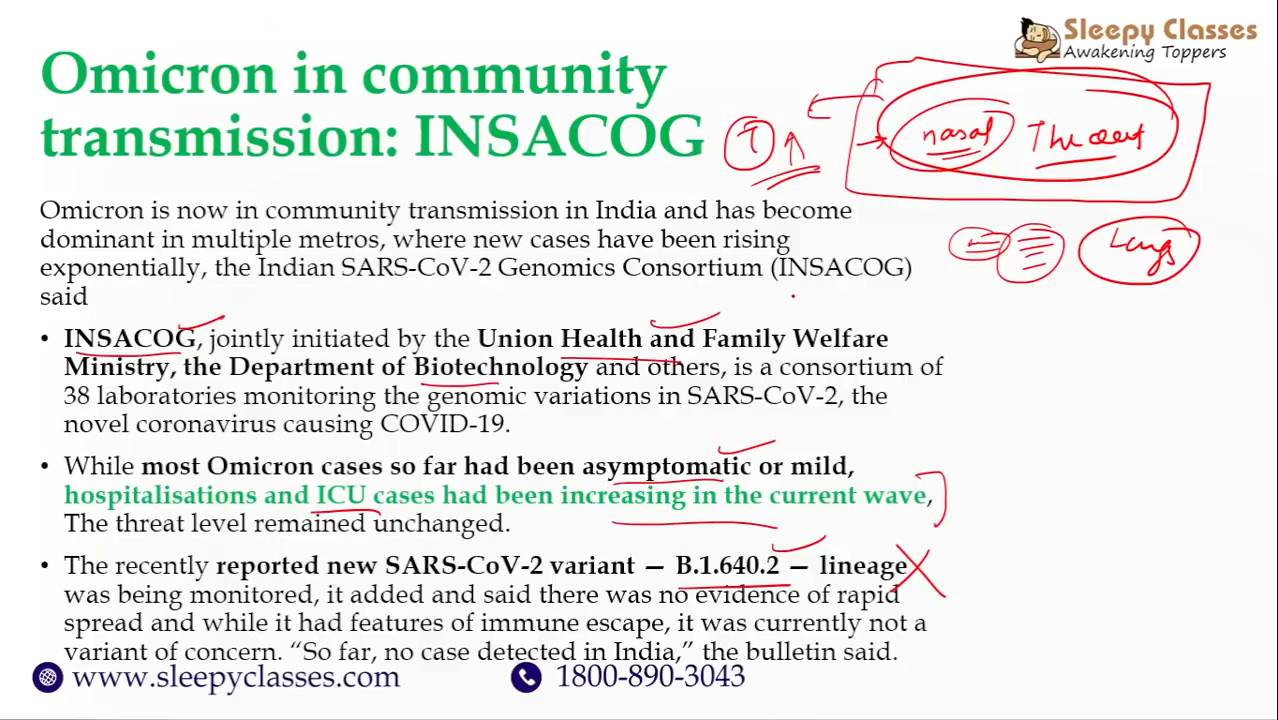 Sleepy Classes
Awakening Toppers
Omicron in community
transmission: INSACOG
T
nasal Throat
Lungs
Omicron is now in community transmission in India and has become
dominant in multiple metros, where new cases have been rising
exponentially, the Indian SARS-CoV-2 Genomics Consortium (INSACOG)
said
• INSACOG, jointly initiated by the Union Health and Family Welfare
Ministry, the Department of Biotechnology and others, is a consortium of
38 laboratories monitoring the genomic variations in SARS-CoV-2, the
novel coronavirus causing COVID-19.
• While most Omicron cases so far had been asymptomatic or mild,
hospitalisations and ICU cases had been increasing in the current wave,
The threat level remained unchanged.
• The recently reported new SARS-CoV-2 variant — B.1.640.2 — lineage
was being monitored, it added and said there was no evidence of rapid
spread and while it had features of immune escape, it was currently not a
variant of concern. “So far, no case detected in India,” the bulletin said.
www.sleepyclasses.com
1800-890-3043